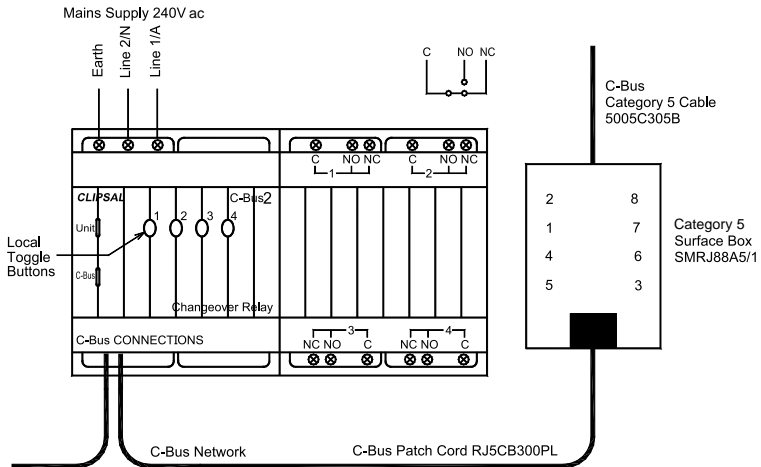 Mains Supply 240V ac
Earth
Line 2/N
Line 1/A
C NO NC
C-Bus
Category 5 Cable
5005C305B
C NO NC C NO NC
1 2
CLIPSAL C-Bus2
1 2 3 4
Unit
C-Bus
Local
Toggle
Buttons
Changeover Relay
C-Bus CONNECTIONS
3 4
NC NO C NC NO C
2 8
1 7
4 6
5 3
Category 5
Surface Box
SMRJ88A5/1
C-Bus Network
C-Bus Patch Cord RJ5CB300PL